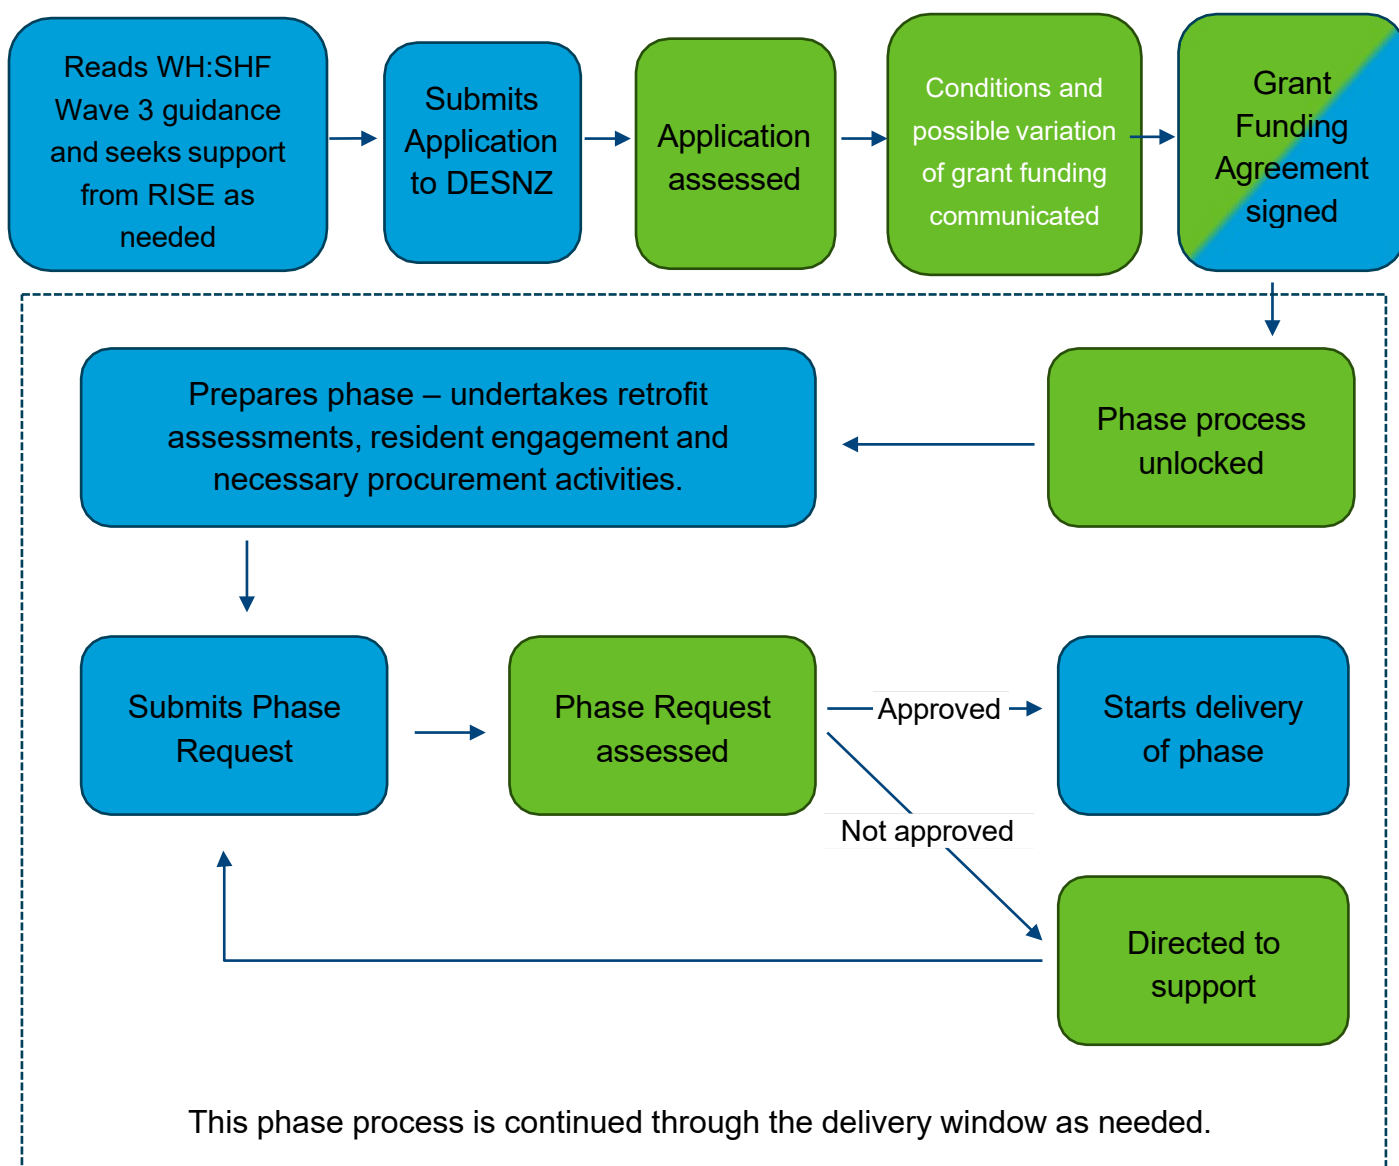 Reads WH:SHF
Wave 3 guidance
and seeks support
from RISE as
needed
Submits
Application
to DESNZ
Application
assessed
Conditions and
possible variation
of grant funding
communicated
Grant
Funding
Agreement
signed
Phase process
unlocked
Prepares phase – undertakes retrofit
assessments, resident engagement and
necessary procurement activities.
Submits Phase
Request
Phase Request
assessed
Approved
Starts delivery
of phase
Not approved
Directed to
support
This phase process is continued through the delivery window as needed.